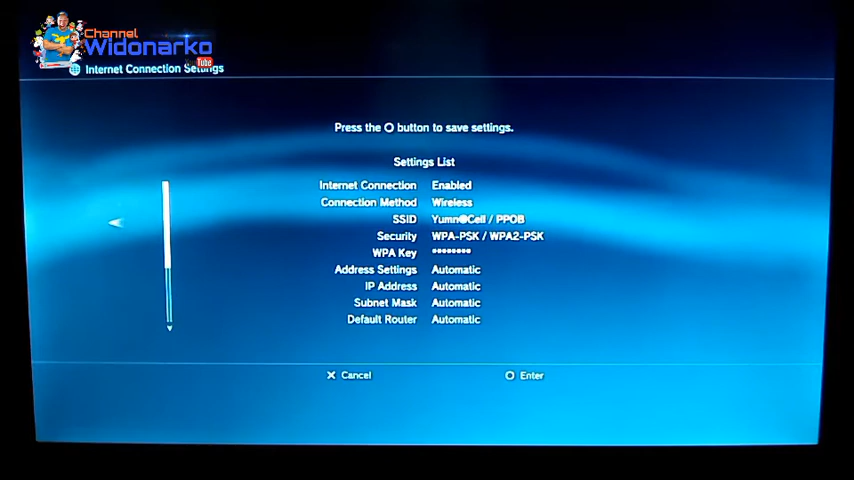 Channel
Widonarko
YouTube
Internet Connection Settings
Press the O button to save settings.
Settings List
Internet Connection Enabled
Connection Method Wireless
SSID Yumn@Cell / PPOB
Security WPA-PSK / WPA2-PSK
WPA Key ********
Address Settings Automatic
IP Address Automatic
Subnet Mask Automatic
Default Router Automatic
X Cancel O Enter